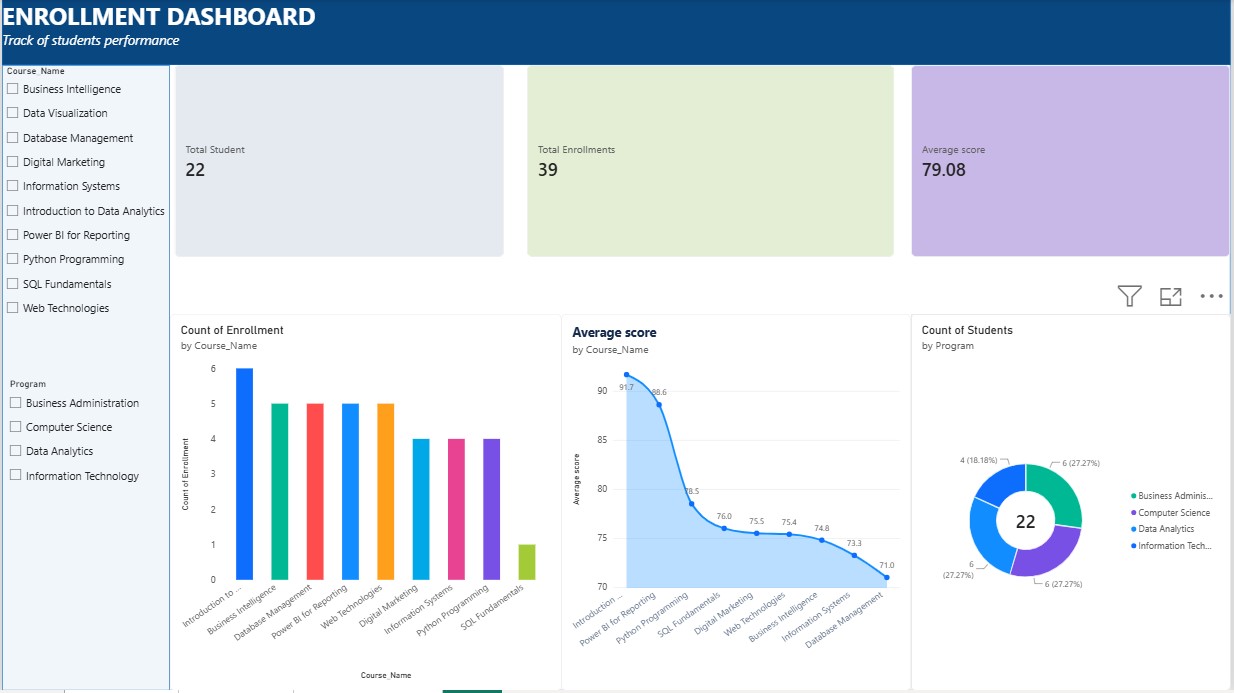 ENROLLMENT DASHBOARD
Track of students performance
Course_Name
Business Intelligence
Data Visualization
Database Management
Digital Marketing
Information Systems
Introduction to Data Analytics
Power BI for Reporting
Python Programming
SQL Fundamentals
Web Technologies
Program
Business Administration
Computer Science
Data Analytics
Information Technology
Total Student
22
Total Enrollments
39
Average score
79.08
Count of Enrollment
by Course_Name
Count of Enrollment
6
5
4
3
2
1
0
Introduction to ...
Business Intelligence
Database Management
Power BI for Reporting
Web Technologies
Digital Marketing
Information Systems
Python Programming
SQL Fundamentals
Course_Name
Average score
by Course_Name
Average score
90
85
80
75
70
91.7
88.6
78.5
76.0
75.5
75.4
74.8
73.3
71.0
Introduction ...
Power BI for Reporting
Python Programming
SQL Fundamentals
Digital Marketing
Web Technologies
Business Intelligence
Information Systems
Database Management
Count of Students
by Program
4 (18.18%)
6 (27.27%)
6
(27.27%)
6 (27.27%)
22
Business Adminis...
Computer Science
Data Analytics
Information Tech...